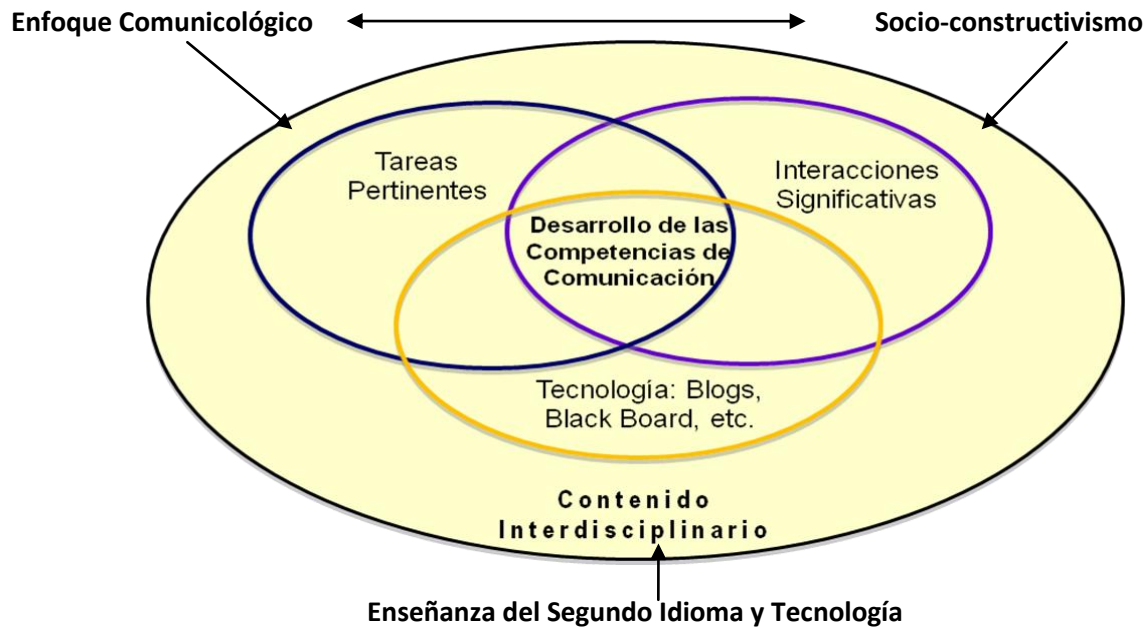 Enfoque Comunicológico
Socio-constructivismo
Tareas
Pertinentes
Interacciones
Significativas
Desarrollo de las
Competencias de
Comunicación
Tecnología: Blogs,
Black Board, etc.
Contenido
Interdisciplinario
Enseñanza del Segundo Idioma y Tecnología